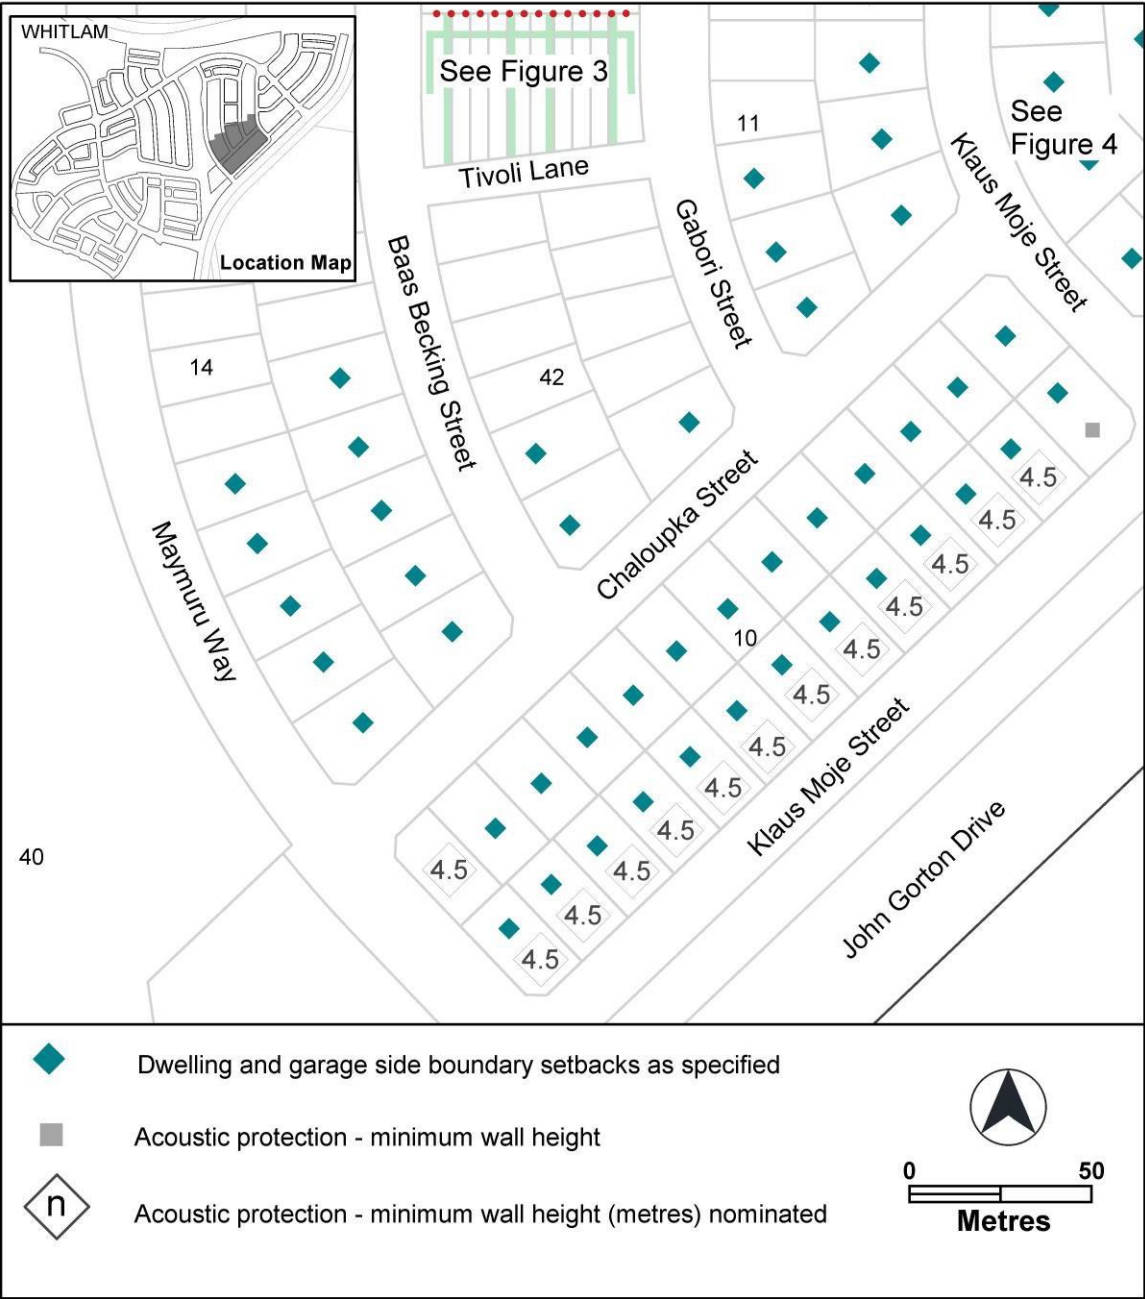 WHITLAM
Location Map
See Figure 3
See
Figure 4
11
Tivoli Lane
Klaus Moje Street
Gabori Street
Baas Becking Street
14
42
Chaloupka Street
Maymuru Way
10
4.5
4.5
4.5
4.5
4.5
4.5
4.5
4.5
4.5
4.5
4.5
4.5
4.5
Klaus Moje Street
John Gorton Drive
40
Dwelling and garage side boundary setbacks as specified
Acoustic protection - minimum wall height
n
Acoustic protection - minimum wall height (metres) nominated
0 50
Metres